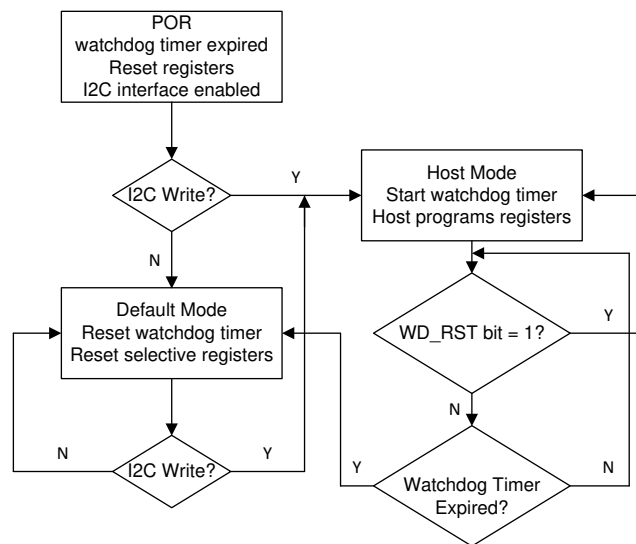 POR
watchdog timer expired
Reset registers
I2C interface enabled
I2C Write?
Y
N
Host Mode
Start watchdog timer
Host programs registers
Default Mode
Reset watchdog timer
Reset selective registers
WD_RST bit = 1?
Y
N
I2C Write?
N
Y
Watchdog Timer
Expired?
Y
N